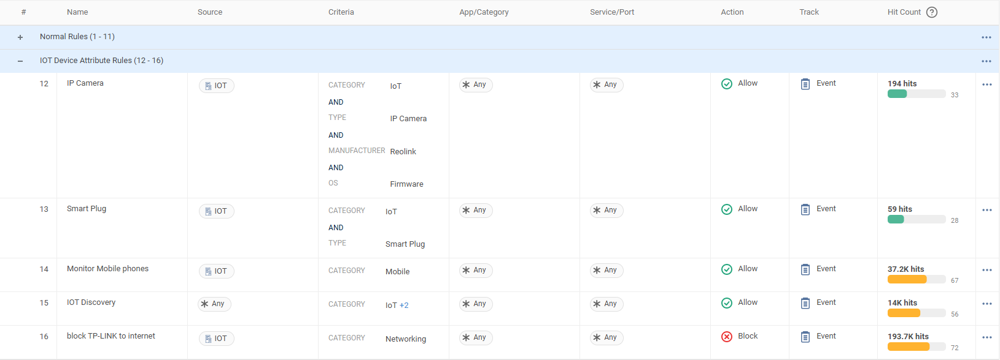 # Name Source Criteria App/Category Service/Port Action Track Hit Count ?
+ Normal Rules (1 - 11) •••
− IOT Device Attribute Rules (12 - 16) •••
12 IP Camera IOT CATEGORY IoT Any Any Allow Event 194 hits •••
33
AND
TYPE IP Camera
AND
MANUFACTURER Reolink
AND
OS Firmware
13 Smart Plug IOT CATEGORY IoT Any Any Allow Event 59 hits •••
28
AND
TYPE Smart Plug
14 Monitor Mobile phones IOT CATEGORY Mobile Any Any Allow Event 37.2K hits •••
67
15 IOT Discovery Any CATEGORY IoT +2 Any Any Allow Event 14K hits •••
56
16 block TP-LINK to internet IOT CATEGORY Networking Any Any Block Event 193.7K hits •••
72